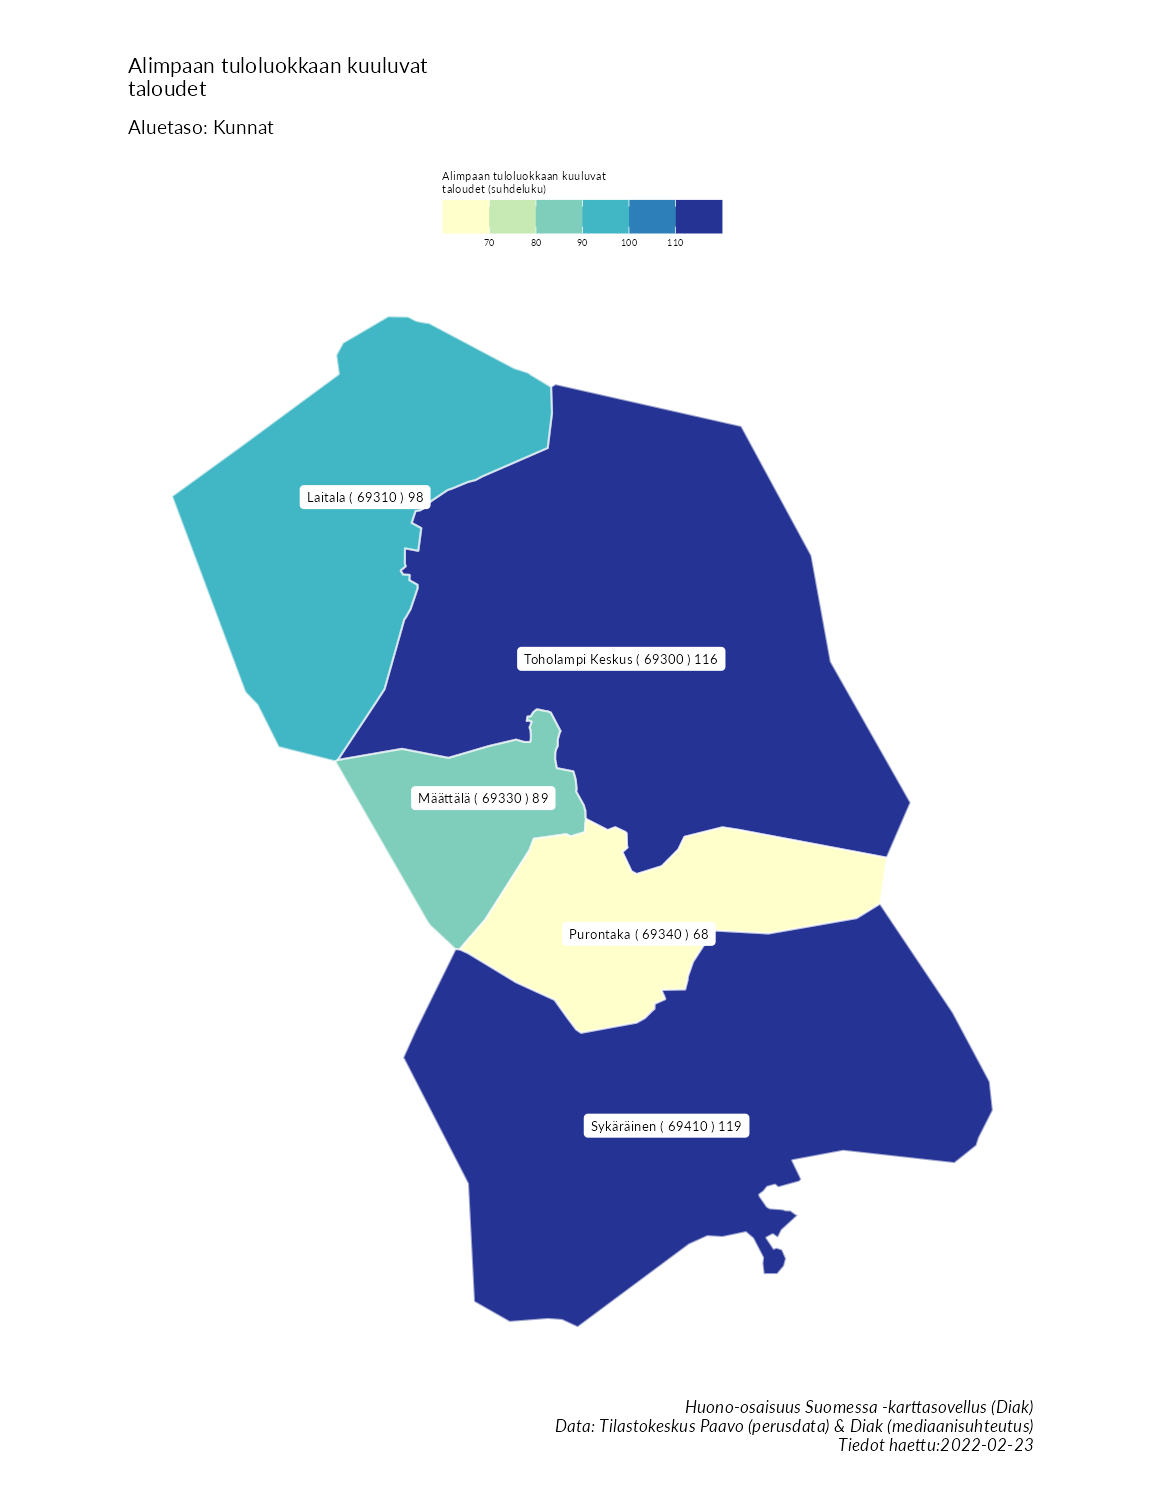 Alimpaan tuloluokkaan kuuluvat
taloudet
Aluetaso: Kunnat
Alimpaan tuloluokkaan kuuluvat
taloudet (suhdeluku)
70 80 90 100 110
Laitala ( 69310 ) 98
Toholampi Keskus ( 69300 ) 116
Määttälä ( 69330 ) 89
Purontaka ( 69340 ) 68
Sykäräinen ( 69410 ) 119
Huono-osaisuus Suomessa -karttasovellus (Diak)
Data: Tilastokeskus Paavo (perusdata) & Diak (mediaanisuhteutus)
Tiedot haettu:2022-02-23